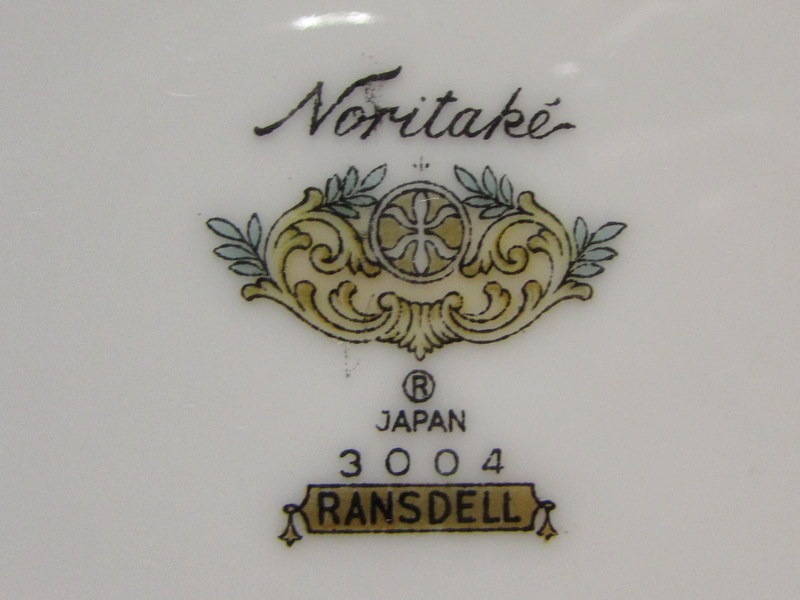 Noritaké
®
JAPAN
3004
RANSDELL